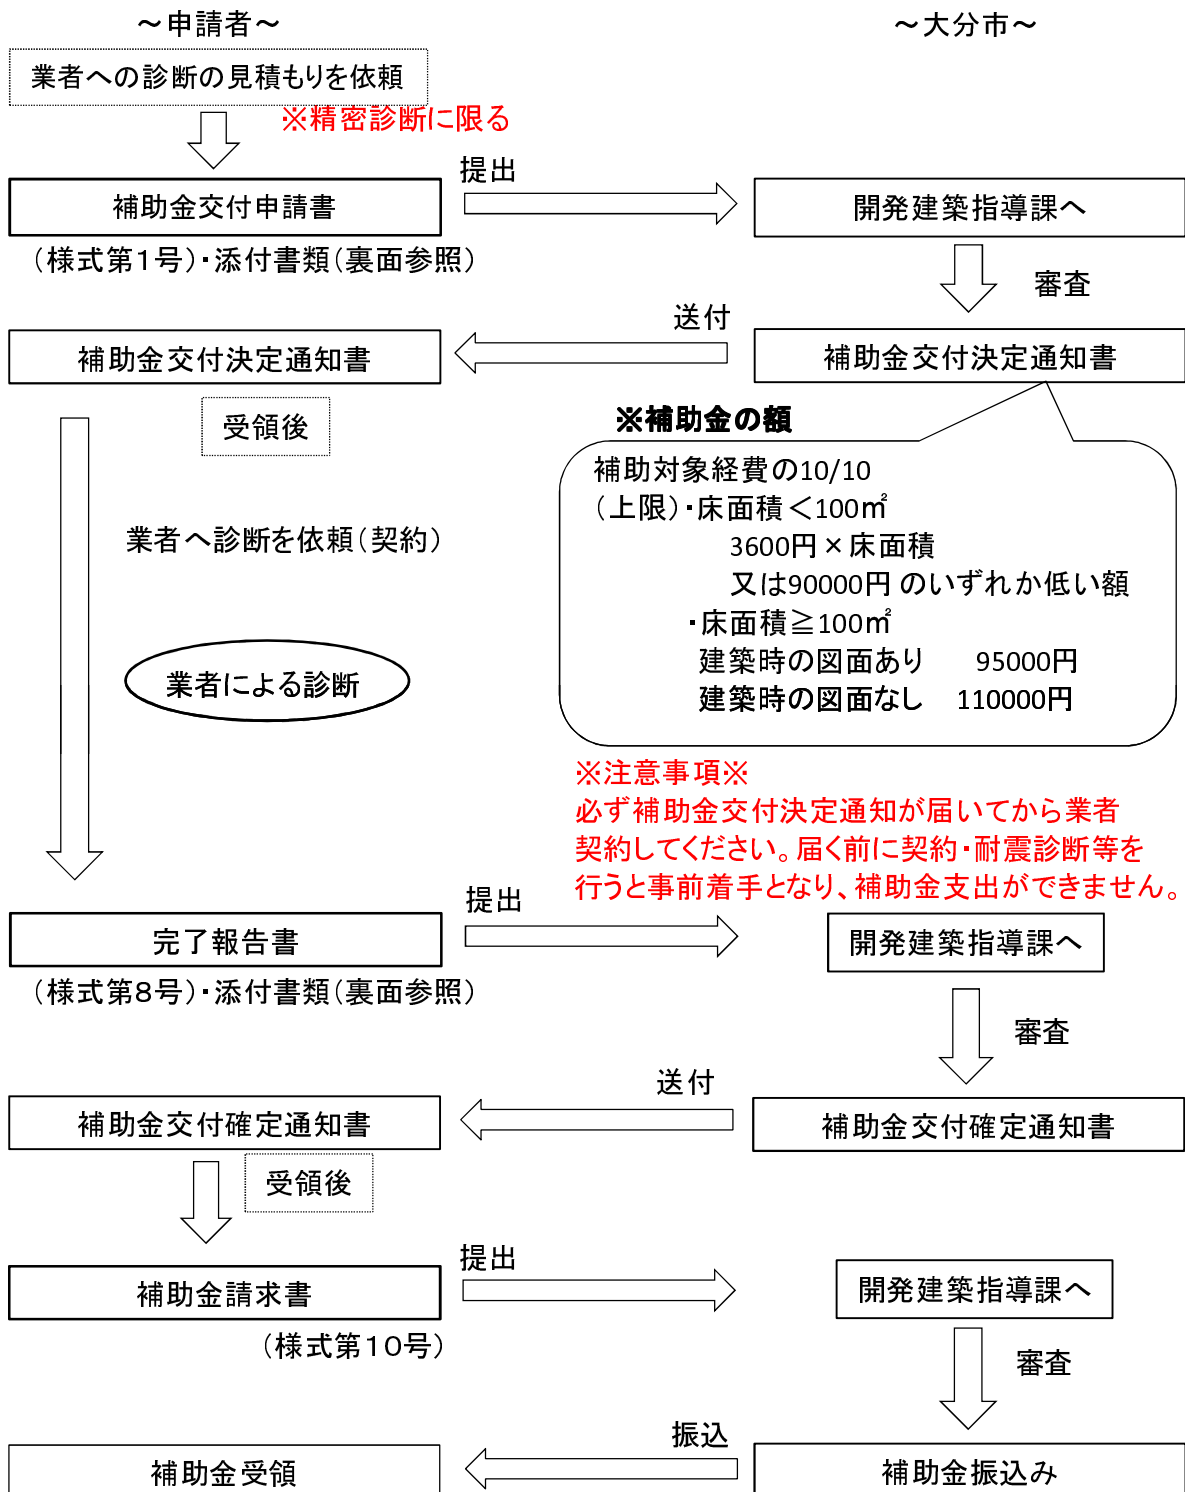 ～申請者～
～大分市～
業者への診断の見積もりを依頼
※精密診断に限る
提出
補助金交付申請書
開発建築指導課へ
（様式第１号）・添付書類（裏面参照）
審査
送付
補助金交付決定通知書
補助金交付決定通知書
受領後
※補助金の額
補助対象経費の10/10
（上限）・床面積＜100㎡
3600円×床面積
又は90000円 のいずれか低い額
・床面積≧100㎡
建築時の図面あり　95000円
建築時の図面なし　110000円
業者へ診断を依頼（契約）
業者による診断
※注意事項※
必ず補助金交付決定通知が届いてから業者
契約してください。届く前に契約・耐震診断等を
行うと事前着手となり、補助金支出ができません。
提出
完了報告書
開発建築指導課へ
（様式第８号）・添付書類（裏面参照）
審査
送付
補助金交付確定通知書
補助金交付確定通知書
受領後
提出
補助金請求書
開発建築指導課へ
（様式第１０号）
審査
振込
補助金受領
補助金振込み